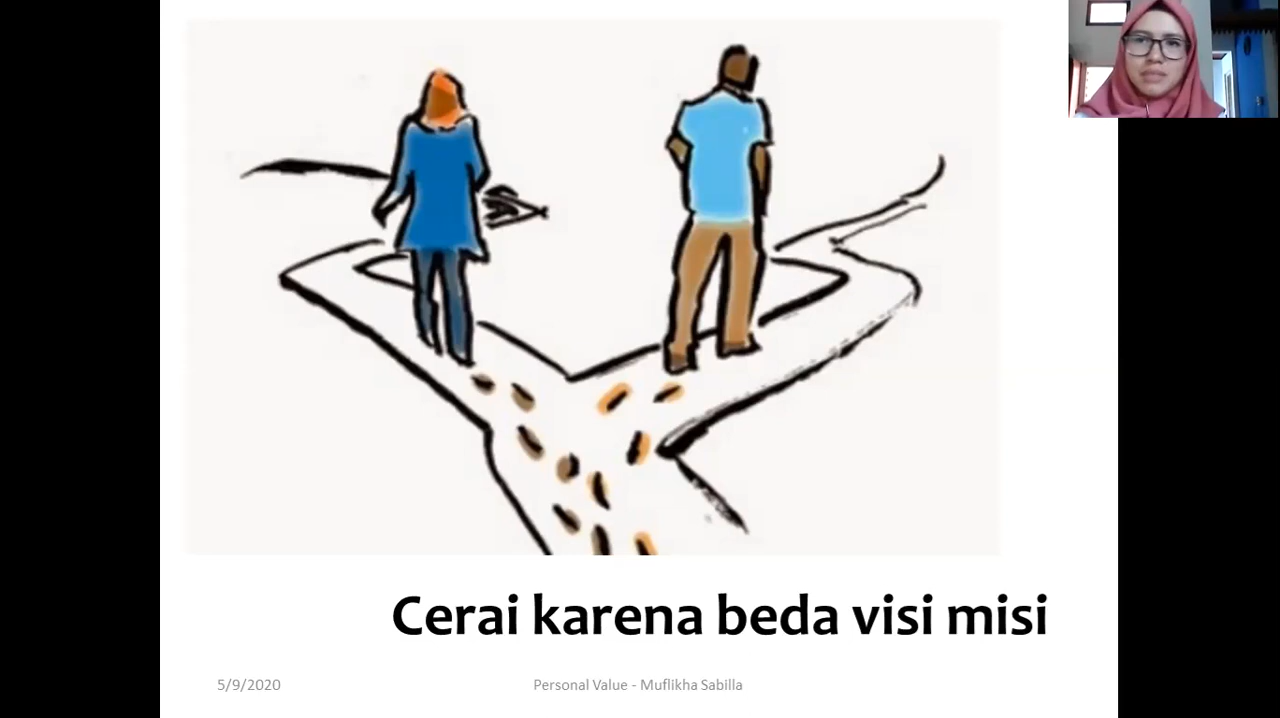 Cerai karena beda visi misi
5/9/2020
Personal Value - Muflikha Sabilla